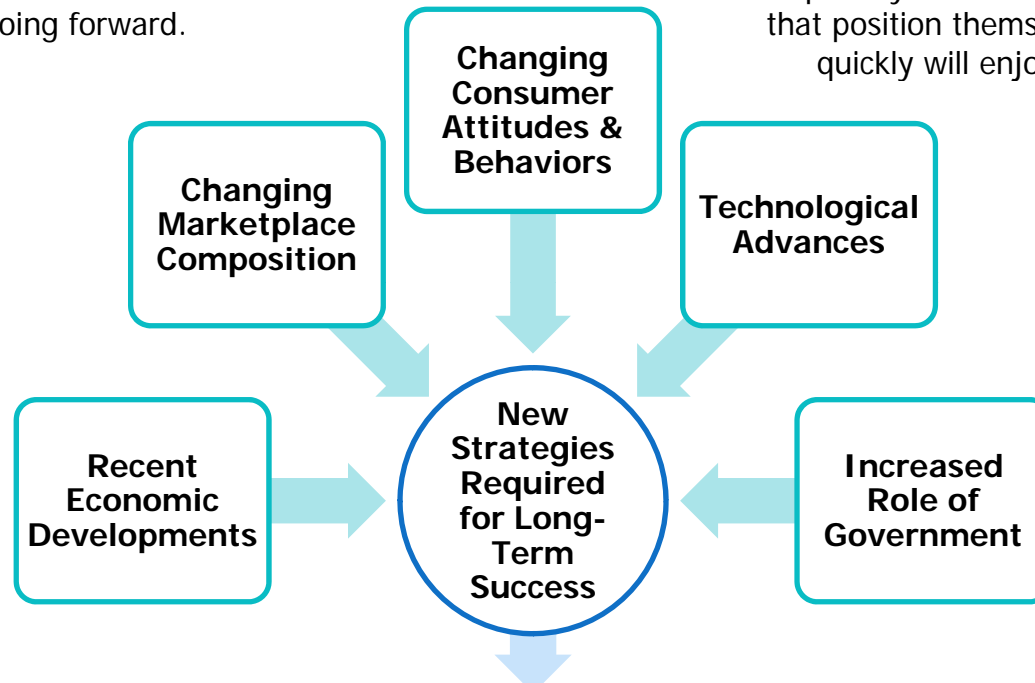 oing forward.
that position thems
quickly will enjo
Changing
Consumer
Attitudes &
Behaviors
Changing
Marketplace
Composition
Technological
Advances
Recent
Economic
Developments
New
Strategies
Required
for Long-
Term
Success
Increased
Role of
Government